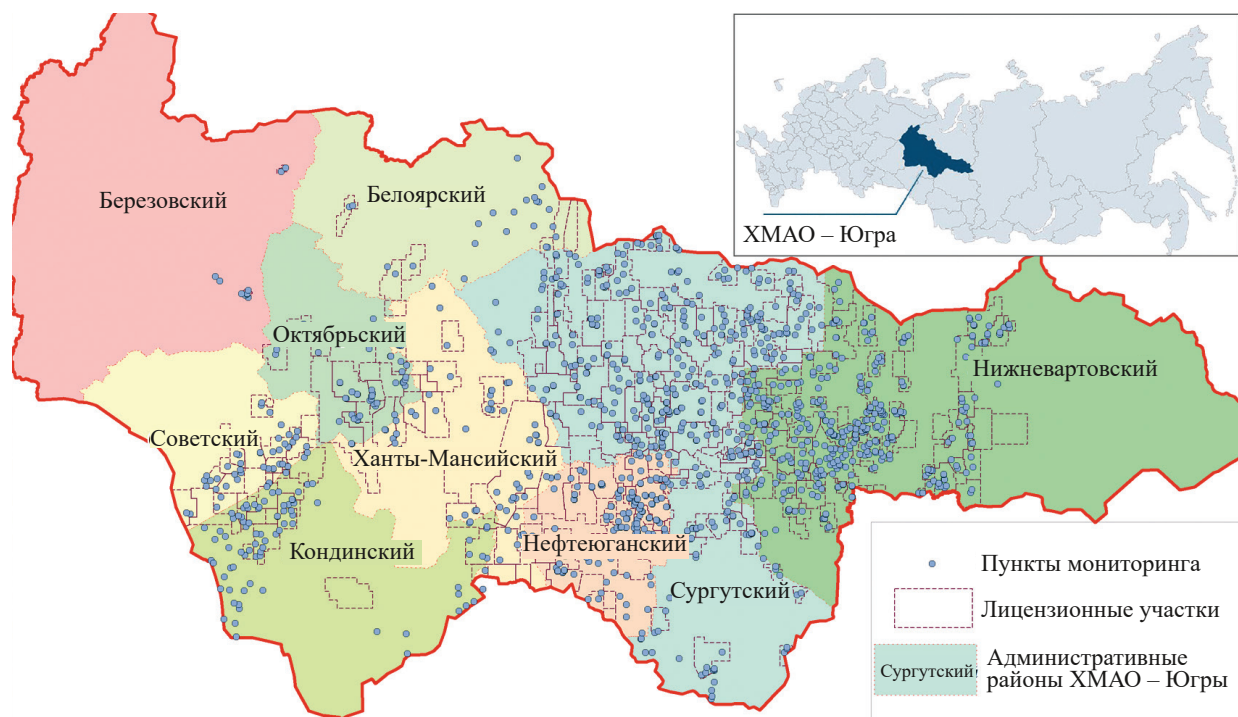 ХМАО – Югра
Березовский
Белоярский
Октябрьский
Нижневартовский
Советский
Ханты-Мансийский
Кондинский
Нефтеюганский
Сургутский
Пункты мониторинга
Лицензионные участки
Сургутский
Административные
районы ХМАО – Югры